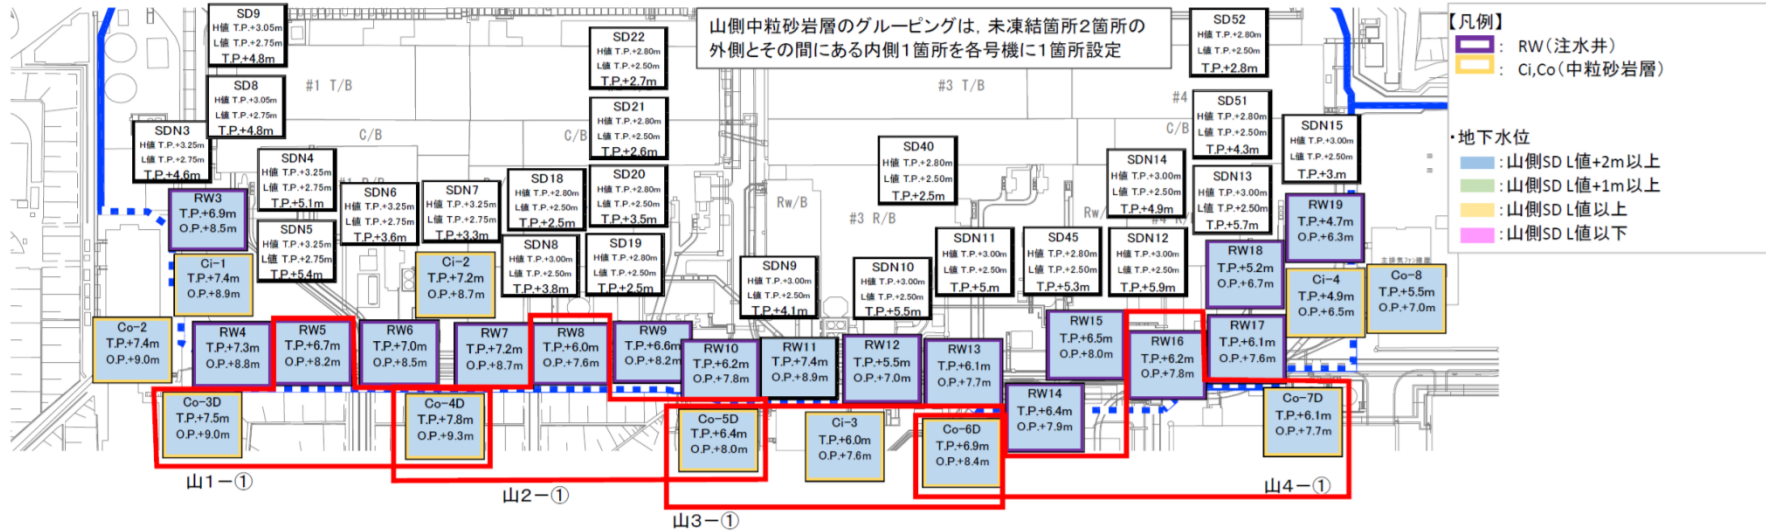 SD9
H値 T.P.+3.05m
L値 T.P.+2.75m
T.P.+4.8m
SD8
H値 T.P.+3.05m
L値 T.P.+2.75m
T.P.+4.8m
SDN3
H値 T.P.+3.25m
L値 T.P.+2.75m
T.P.+4.6m
SDN4
H値 T.P.+3.25m
L値 T.P.+2.75m
T.P.+5.1m
SDN5
H値 T.P.+3.25m
L値 T.P.+2.75m
T.P.+5.4m
SDN6
H値 T.P.+3.25m
L値 T.P.+2.75m
T.P.+3.6m
SDN7
H値 T.P.+3.25m
L値 T.P.+2.75m
T.P.+3.3m
SD18
H値 T.P.+2.80m
L値 T.P.+2.50m
T.P.+2.5m
SDN8
H値 T.P.+3.00m
L値 T.P.+2.50m
T.P.+3.8m
SD22
H値 T.P.+2.80m
L値 T.P.+2.50m
T.P.+2.7m
SD21
H値 T.P.+2.80m
L値 T.P.+2.50m
T.P.+2.6m
SD20
H値 T.P.+2.80m
L値 T.P.+2.50m
T.P.+3.5m
SD19
H値 T.P.+2.80m
L値 T.P.+2.50m
T.P.+2.5m
山側中粒砂岩層のグルーピングは，未凍結箇所2箇所の
外側とその間にある内側1箇所を各号機に1箇所設定
SDN9
H値 T.P.+3.00m
L値 T.P.+2.50m
T.P.+4.1m
SD40
H値 T.P.+2.80m
L値 T.P.+2.50m
T.P.+2.5m
SDN10
H値 T.P.+3.00m
L値 T.P.+2.50m
T.P.+5.5m
SDN11
H値 T.P.+3.00m
L値 T.P.+2.50m
T.P.+5.m
SD45
H値 T.P.+2.80m
L値 T.P.+2.50m
T.P.+5.3m
SDN14
H値 T.P.+3.00m
L値 T.P.+2.50m
T.P.+4.9m
SDN12
H値 T.P.+3.00m
L値 T.P.+2.50m
T.P.+5.9m
SD52
H値 T.P.+2.80m
L値 T.P.+2.50m
T.P.+2.8m
SD51
H値 T.P.+2.80m
L値 T.P.+2.50m
T.P.+4.3m
SDN13
H値 T.P.+3.00m
L値 T.P.+2.50m
T.P.+5.7m
SDN15
H値 T.P.+3.00m
L値 T.P.+2.50m
T.P.+3.m
#1 T/B
C/B
C/B
#3 T/B
#4
C/B
Rw/B
#3 R/B
Rw/
RW3
T.P.+6.9m
O.P.+8.5m
Ci-1
T.P.+7.4m
O.P.+8.9m
Ci-2
T.P.+7.2m
O.P.+8.7m
Co-2
T.P.+7.4m
O.P.+9.0m
RW4
T.P.+7.3m
O.P.+8.8m
RW5
T.P.+6.7m
O.P.+8.2m
RW6
T.P.+7.0m
O.P.+8.5m
RW7
T.P.+7.2m
O.P.+8.7m
RW8
T.P.+6.0m
O.P.+7.6m
RW9
T.P.+6.6m
O.P.+8.2m
RW10
T.P.+6.2m
O.P.+7.8m
RW11
T.P.+7.4m
O.P.+8.9m
RW12
T.P.+5.5m
O.P.+7.0m
RW13
T.P.+6.1m
O.P.+7.7m
RW14
T.P.+6.4m
O.P.+7.9m
RW15
T.P.+6.5m
O.P.+8.0m
RW16
T.P.+6.2m
O.P.+7.8m
RW17
T.P.+6.1m
O.P.+7.6m
RW18
T.P.+5.2m
O.P.+6.7m
RW19
T.P.+4.7m
O.P.+6.3m
Ci-4
T.P.+4.9m
O.P.+6.5m
Co-8
T.P.+5.5m
O.P.+7.0m
Co-3D
T.P.+7.5m
O.P.+9.0m
Co-4D
T.P.+7.8m
O.P.+9.3m
Co-5D
T.P.+6.4m
O.P.+8.0m
Ci-3
T.P.+6.0m
O.P.+7.6m
Co-6D
T.P.+6.9m
O.P.+8.4m
Co-7D
T.P.+6.1m
O.P.+7.7m
山1－①
山2－①
山3－①
山4－①
【凡例】
： RW（注水井）
： Ci,Co（中粒砂岩層）
・地下水位
：山側SD L値+2m以上
：山側SD L値+1m以上
：山側SD L値以上
：山側SD L値以下